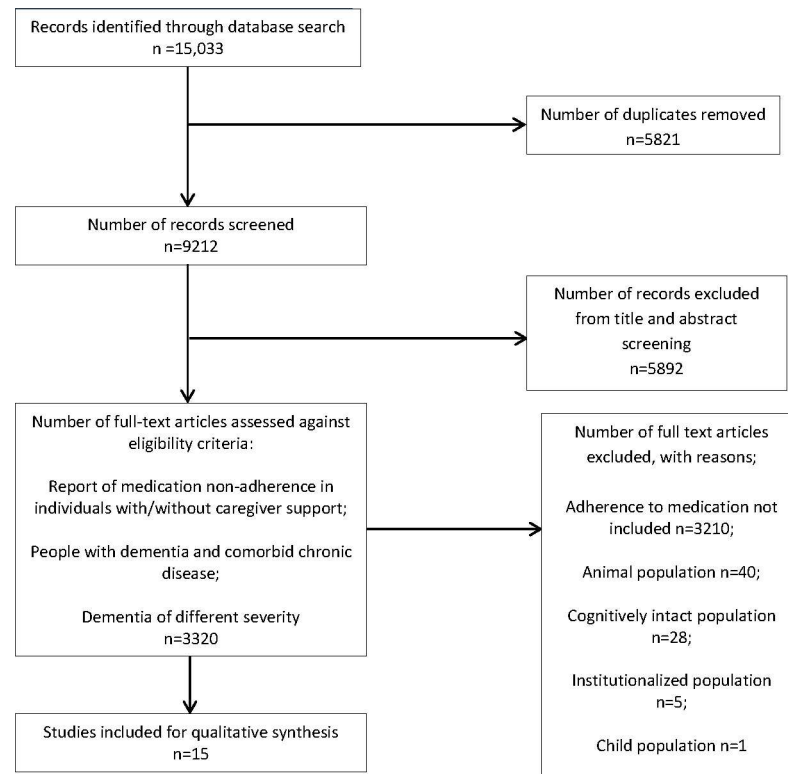 Records identified through database search
n =15,033
Number of duplicates removed
n=5821
Number of records screened
n=9212
Number of records excluded
from title and abstract
screening
n=5892
Number of full-text articles assessed against
eligibility criteria:
Report of medication non-adherence in
individuals with/without caregiver support;
People with dementia and comorbid chronic
disease;
Dementia of different severity
n=3320
Number of full text articles
excluded, with reasons;
Adherence to medication not
included n=3210;
Animal population n=40;
Cognitively intact population
n=28;
Institutionalized population
n=5;
Child population n=1
Studies included for qualitative synthesis
n=15